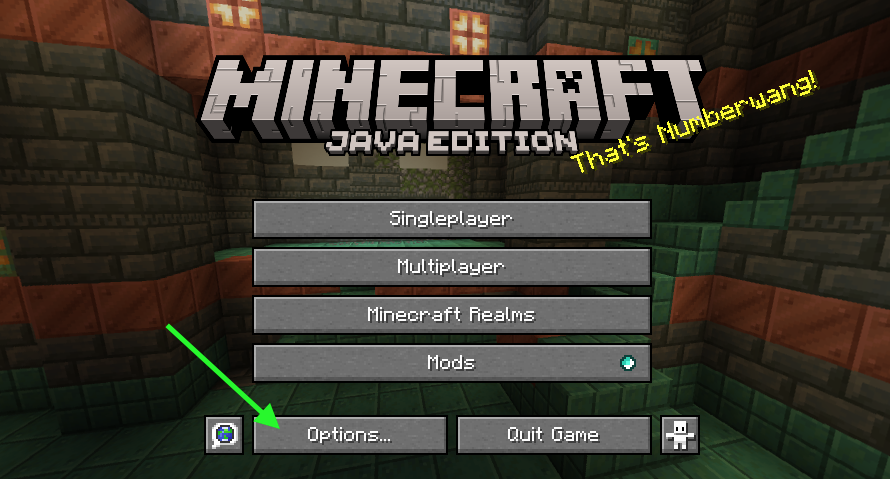 MINECRAFT
JAVA EDITION
That's Numberwang!
Singleplayer
Multiplayer
Minecraft Realms
Mods
Options...
Quit Game